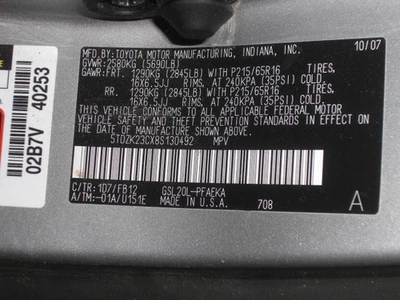 MFD. BY: TOYOTA MOTOR MANUFACTURING, INDIANA, INC. 10/07
GVWR: 2580KG (5690LB)
GAWR: FRT. 1290KG (2845LB) WITH P215/65R16 TIRES,
16X6.5JJ RIMS, AT 240KPA (35PSI) COLD
RR. 1290KG (2845LB) WITH P215/65R16 TIRES,
16X6.5JJ RIMS, AT 240KPA (35PSI) COLD
THIS VEHICLE CONFORMS TO ALL APPLICABLE FEDERAL MOTOR
VEHICLE SAFETY, BUMPER, AND THEFT PREVENTION STANDARDS
IN EFFECT ON THE DATE OF MANUFACTURE SHOWN ABOVE.
5TDZK23CX8S130492 MPV
C/TR: 1D7/FB12 GSL20L-PFAEKA
A/TM: -01A/U151E MADE IN U.S.A. 708 A
02B7V 40253